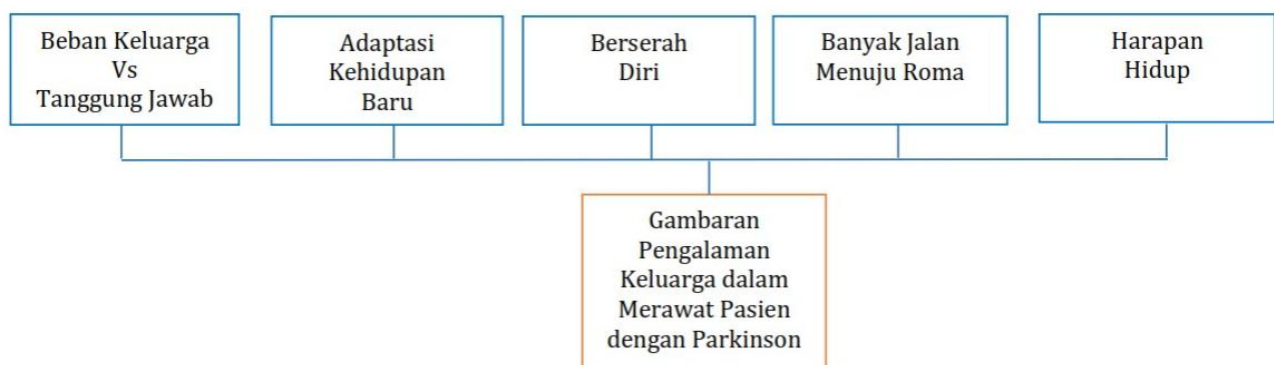 Beban Keluarga
Vs
Tanggung Jawab
Adaptasi
Kehidupan
Baru
Berserah
Diri
Banyak Jalan
Menuju Roma
Harapan
Hidup
Gambaran
Pengalaman
Keluarga dalam
Merawat Pasien
dengan Parkinson